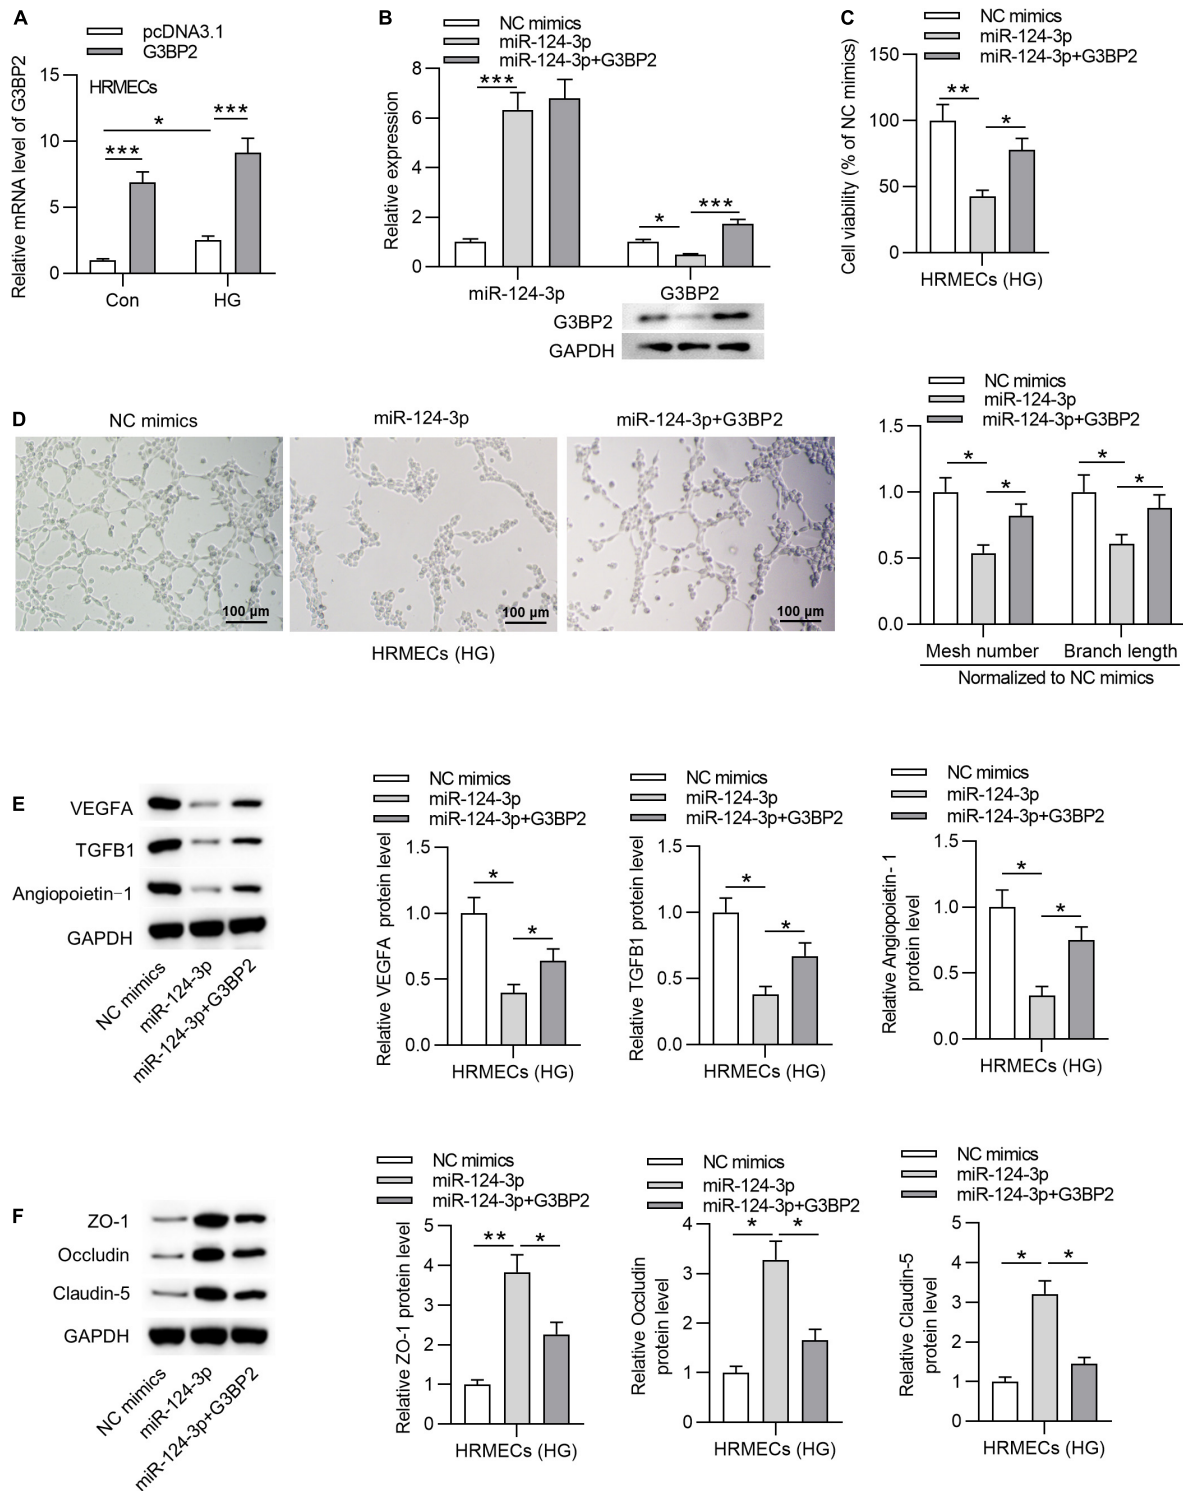 A
pcDNA3.1
G3BP2
HRMECs
Relative mRNA level of G3BP2
15
10
5
0
***
*
***
Con
HG
B
NC mimics
miR-124-3p
miR-124-3p+G3BP2
Relative expression
8
6
4
2
0
***
*
***
miR-124-3p
G3BP2
G3BP2
GAPDH
C
NC mimics
miR-124-3p
miR-124-3p+G3BP2
Cell viability (% of NC mimics)
150
100
50
0
**
*
HRMECs (HG)
D
NC mimics
miR-124-3p
miR-124-3p+G3BP2
100 µm
100 µm
100 µm
HRMECs (HG)
NC mimics
miR-124-3p
miR-124-3p+G3BP2
1.5
1.0
0.5
0.0
*
*
*
*
Mesh number
Branch length
Normalized to NC mimics
E
VEGFA
TGFB1
Angiopoietin-1
GAPDH
NC mimics
miR-124-3p
miR-124-3p+G3BP2
NC mimics
miR-124-3p
miR-124-3p+G3BP2
Relative VEGFA protein level
1.5
1.0
0.5
0.0
*
*
HRMECs (HG)
NC mimics
miR-124-3p
miR-124-3p+G3BP2
Relative TGFB1 protein level
1.5
1.0
0.5
0.0
*
*
HRMECs (HG)
NC mimics
miR-124-3p
miR-124-3p+G3BP2
Relative Angiopoietin- 1
protein level
1.5
1.0
0.5
0.0
*
*
HRMECs (HG)
F
ZO-1
Occludin
Claudin-5
GAPDH
NC mimics
miR-124-3p
miR-124-3p+G3BP2
NC mimics
miR-124-3p
miR-124-3p+G3BP2
Relative ZO-1 protein level
5
4
3
2
1
0
**
*
HRMECs (HG)
NC mimics
miR-124-3p
miR-124-3p+G3BP2
Relative Occludin
protein level
4
3
2
1
0
*
*
HRMECs (HG)
NC mimics
miR-124-3p
miR-124-3p+G3BP2
Relative Claudin-5
protein level
5
4
3
2
1
0
*
*
HRMECs (HG)